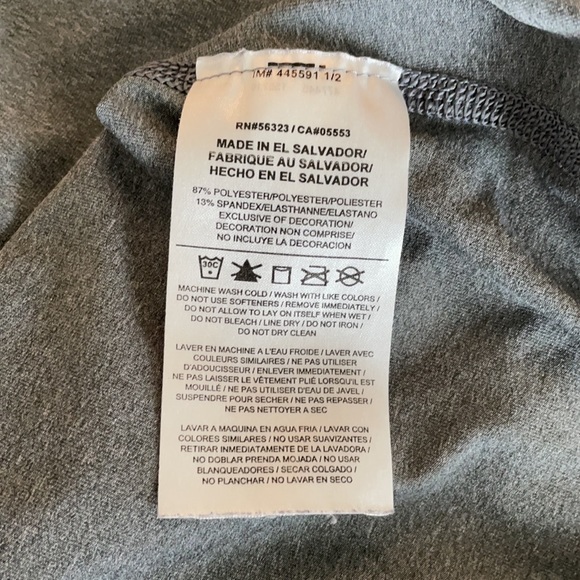 IM# 445591 1/2
RN#56323 / CA#05553
MADE IN EL SALVADOR/
FABRIQUE AU SALVADOR/
HECHO EN EL SALVADOR
87% POLYESTER/POLYESTER/POLIESTER
13% SPANDEX/ELASTHANNE/ELASTANO
EXCLUSIVE OF DECORATION/
DECORATION NON COMPRISE/
NO INCLUYE LA DECORACION
30C
MACHINE WASH COLD / WASH WITH LIKE COLORS /
DO NOT USE SOFTENERS / REMOVE IMMEDIATELY /
DO NOT ALLOW TO LAY ON ITSELF WHEN WET /
DO NOT BLEACH / LINE DRY / DO NOT IRON /
DO NOT DRY CLEAN
LAVER EN MACHINE A L'EAU FROIDE / LAVER AVEC
COULEURS SIMILAIRES / NE PAS UTILISER
D'ADOUCISSEUR / ENLEVER IMMEDIATEMENT /
NE PAS LAISSER LE VÊTEMENT PLIÉ LORSQU'IL EST
MOUILLÉ / NE PAS UTILISER D'EAU DE JAVEL /
SUSPENDRE POUR SECHER / NE PAS REPASSER /
NE PAS NETTOYER A SEC
LAVAR A MAQUINA EN AGUA FRIA / LAVAR CON
COLORES SIMILARES / NO USAR SUAVIZANTES /
RETIRAR INMEDIATAMENTE DE LA LAVADORA /
NO DOBLAR PRENDA MOJADA / NO USAR
BLANQUEADORES / SECAR COLGADO /
NO PLANCHAR / NO LAVAR EN SECO